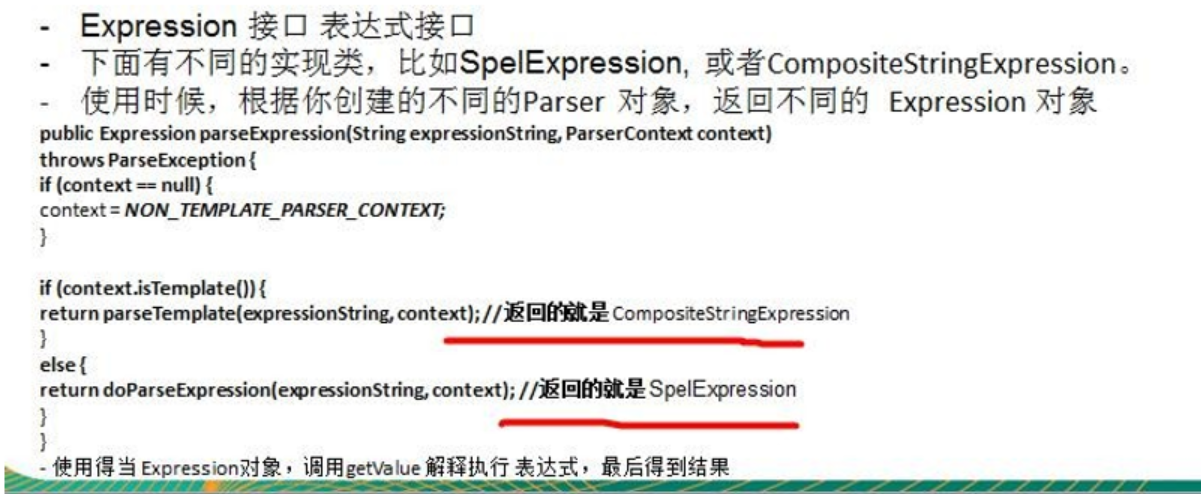 - Expression 接口 表达式接口
- 下面有不同的实现类，比如SpelExpression, 或者CompositeStringExpression。
- 使用时候，根据你创建的不同的Parser 对象，返回不同的 Expression 对象
public Expression parseExpression(String expressionString, ParserContext context)
throws ParseException {
if (context == null) {
context = NON_TEMPLATE_PARSER_CONTEXT;
}
if (context.isTemplate()) {
return parseTemplate(expressionString, context); //返回的就是 CompositeStringExpression
}
else {
return doParseExpression(expressionString, context); //返回的就是 SpelExpression
}
}
- 使用得当 Expression对象，调用getValue 解释执行 表达式，最后得到结果